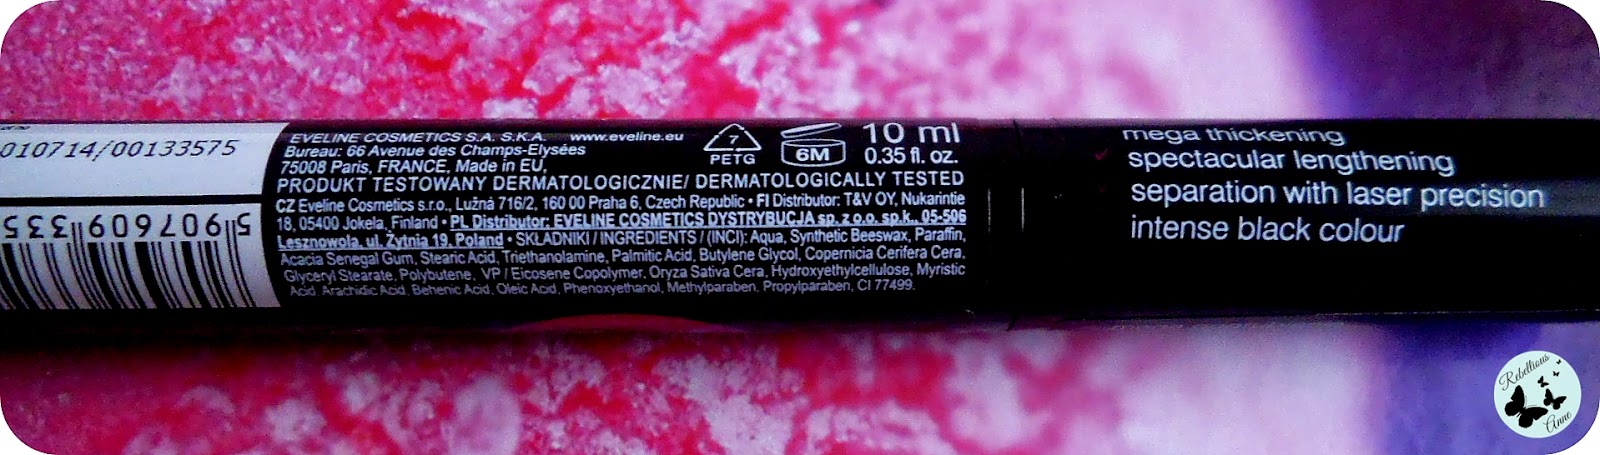 010714/00133575
5 907609 335
EVELINE COSMETICS S.A. S.K.A. www.eveline.eu
Bureau: 66 Avenue des Champs-Elysées
75008 Paris, FRANCE, Made in EU,
PRODUKT TESTOWANY DERMATOLOGICZNIE/ DERMATOLOGICALLY TESTED
CZ Eveline Cosmetics s.r.o., Lužná 716/2, 160 00 Praha 6, Czech Republic • FI Distributor: T&V OY, Nukarintie
18, 05400 Jokela, Finland • PL Distributor: EVELINE COSMETICS DYSTRYBUCJA sp. z o.o. sp.k., 05-506
Lesznowola, ul. Żytnia 19, Poland • SKŁADNIKI / INGREDIENTS / (INCI): Aqua, Synthetic Beeswax, Paraffin,
Acacia Senegal Gum, Stearic Acid, Triethanolamine, Palmitic Acid, Butylene Glycol, Copernicia Cerifera Cera,
Glyceryl Stearate, Polybutene, VP / Eicosene Copolymer, Oryza Sativa Cera, Hydroxyethylcellulose, Myristic
Acid, Arachidic Acid, Behenic Acid, Oleic Acid, Phenoxyethanol, Methylparaben, Propylparaben, CI 77499.
7
PETG
6M
10 ml
0.35 fl. oz.
mega thickening
spectacular lengthening
separation with laser precision
intense black colour
Rebellious
Anne